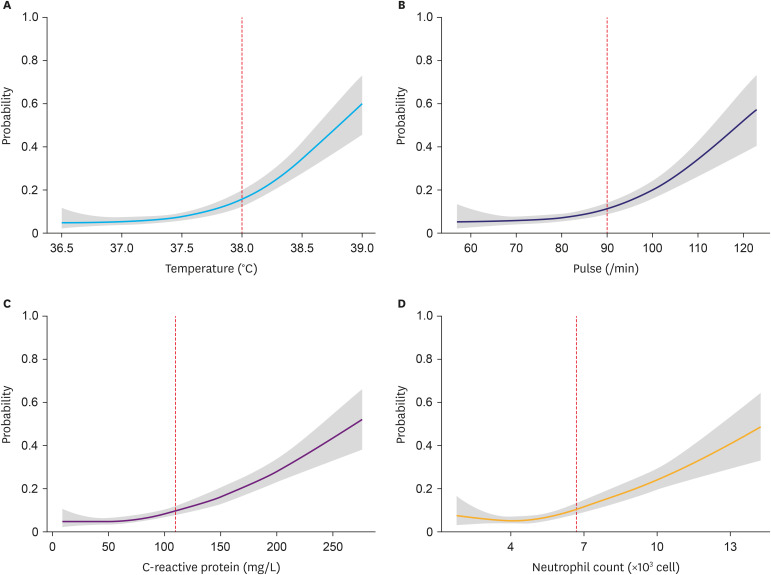 A
1.0
0.8
0.6
0.4
0.2
0
Probability
36.5 37.0 37.5 38.0 38.5 39.0
Temperature (°C)
B
1.0
0.8
0.6
0.4
0.2
0
Probability
60 70 80 90 100 110 120
Pulse (/min)
C
1.0
0.8
0.6
0.4
0.2
0
Probability
0 50 100 150 200 250
C-reactive protein (mg/L)
D
1.0
0.8
0.6
0.4
0.2
0
Probability
4 7 10 13
Neutrophil count (×10³ cell)